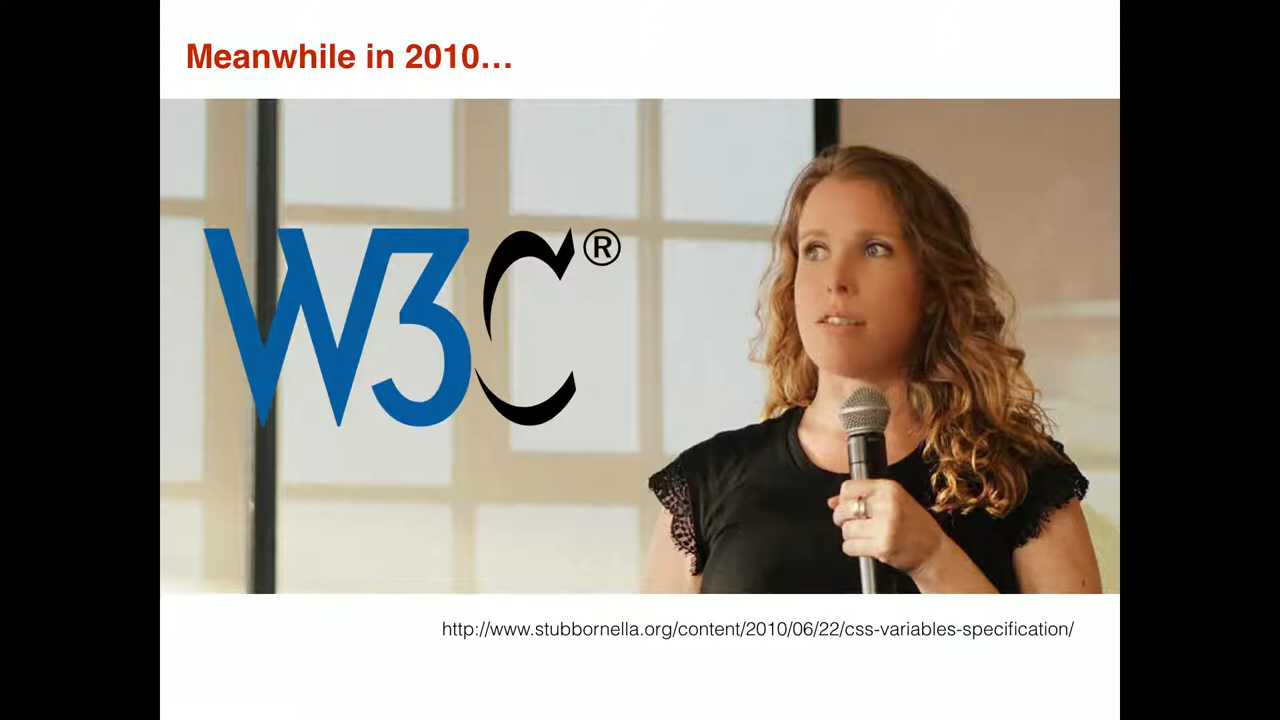 Meanwhile in 2010…
W3C®
http://www.stubbornella.org/content/2010/06/22/css-variables-specification/